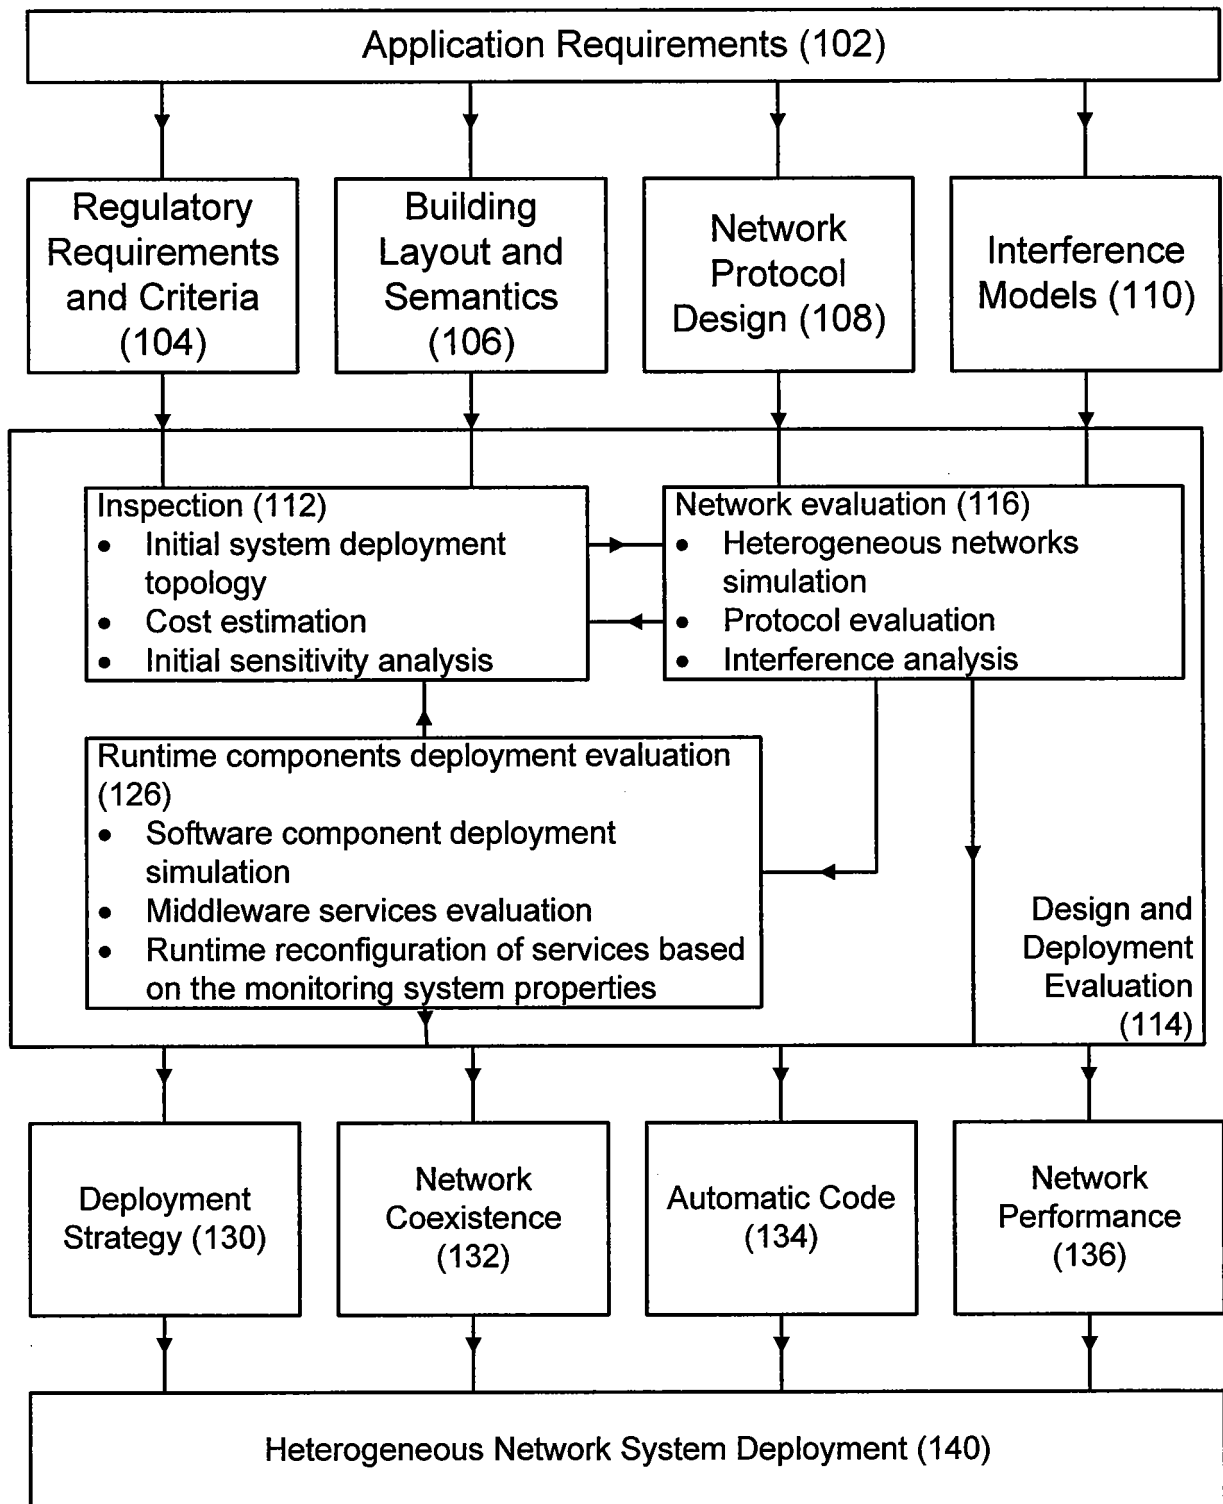 Application Requirements (102)
Regulatory
Requirements
and Criteria
(104)
Building
Layout and
Semantics
(106)
Network
Protocol
Design (108)
Interference
Models (110)
Inspection (112)
• Initial system deployment
topology
• Cost estimation
• Initial sensitivity analysis
Network evaluation (116)
• Heterogeneous networks
simulation
• Protocol evaluation
• Interference analysis
Runtime components deployment evaluation
(126)
• Software component deployment
simulation
• Middleware services evaluation
• Runtime reconfiguration of services based
on the monitoring system properties
Design and
Deployment
Evaluation
(114)
Deployment
Strategy (130)
Network
Coexistence
(132)
Automatic Code
(134)
Network
Performance
(136)
Heterogeneous Network System Deployment (140)